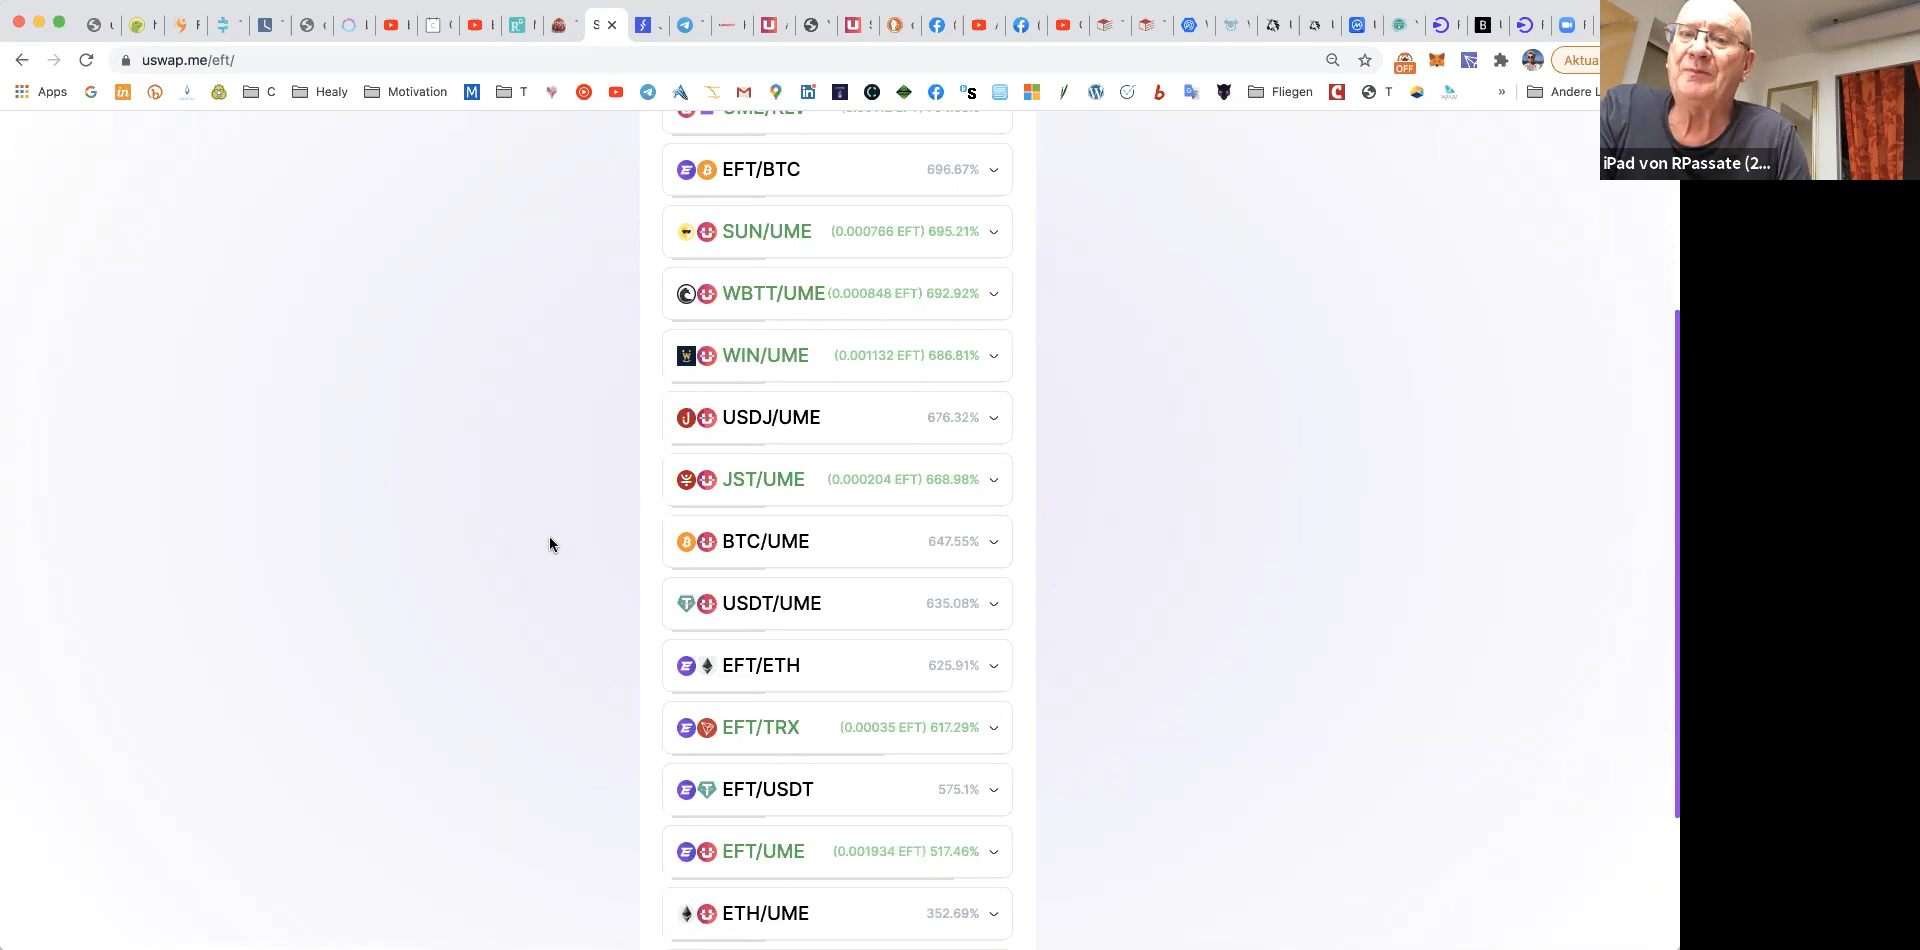 uswap.me/eft/
Aktua
Apps
C
Healy
Motivation
T
Fliegen
T
»
Andere L
iPad von RPassate (2...
EFT/BTC 696.67%
SUN/UME (0.000766 EFT) 695.21%
WBTT/UME (0.000848 EFT) 692.92%
WIN/UME (0.001132 EFT) 686.81%
USDJ/UME 676.32%
JST/UME (0.000204 EFT) 668.98%
BTC/UME 647.55%
USDT/UME 635.08%
EFT/ETH 625.91%
EFT/TRX (0.00035 EFT) 617.29%
EFT/USDT 575.1%
EFT/UME (0.001934 EFT) 517.46%
ETH/UME 352.69%